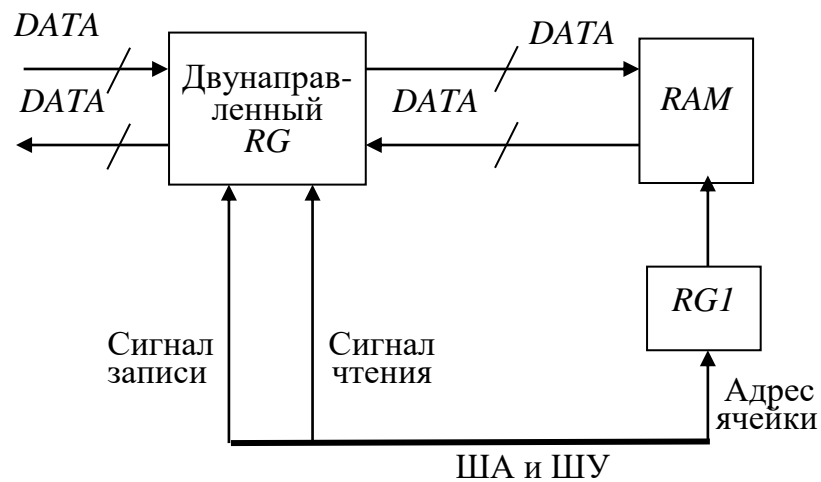 DATA
DATA
Двунаправ-
ленный
RG
DATA
DATA
RAM
RG1
Сигнал
записи
Сигнал
чтения
Адрес
ячейки
ША и ШУ